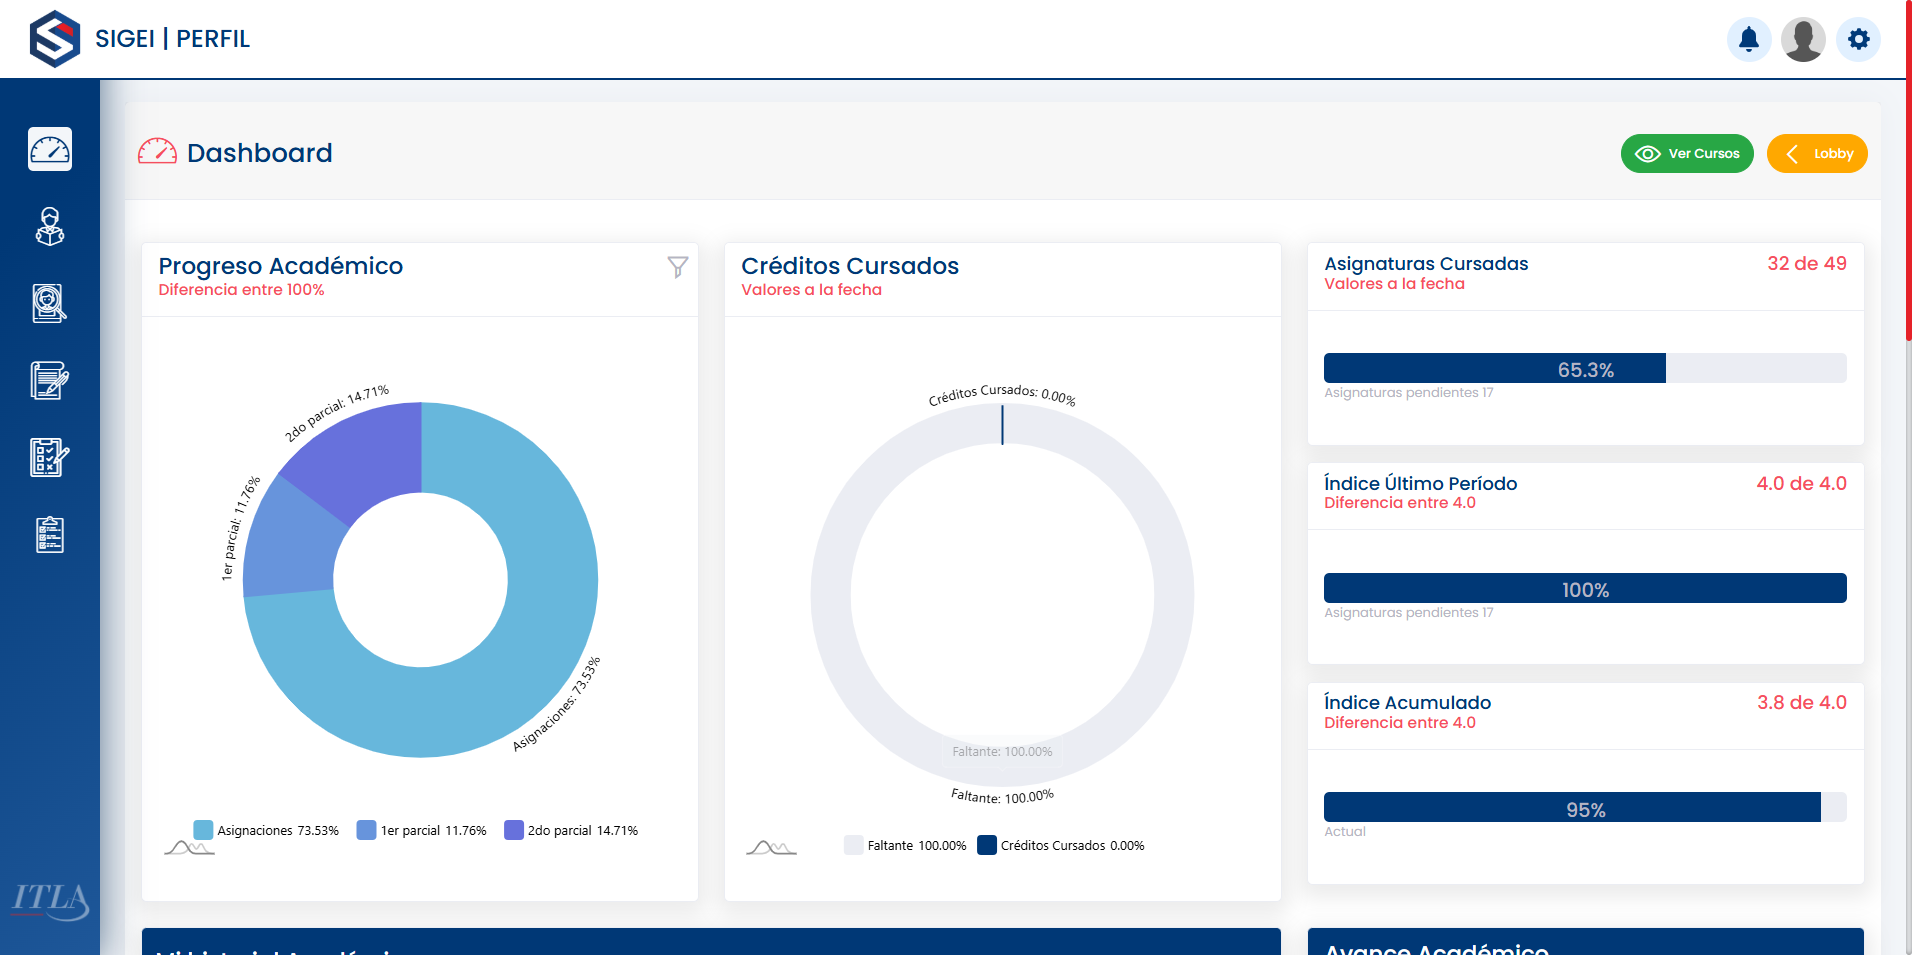 SIGEI | PERFIL
Dashboard
Ver Cursos
Lobby
Progreso Académico
Diferencia entre 100%
2do parcial: 14.71%
1er parcial: 11.76%
Asignaciones: 73.53%
Asignaciones 73.53%
1er parcial 11.76%
2do parcial 14.71%
Créditos Cursados
Valores a la fecha
Créditos Cursados: 0.00%
Faltante: 100.00%
Faltante: 100.00%
Faltante 100.00%
Créditos Cursados 0.00%
Asignaturas Cursadas
32 de 49
Valores a la fecha
65.3%
Asignaturas pendientes 17
Índice Último Período
4.0 de 4.0
Diferencia entre 4.0
100%
Asignaturas pendientes 17
Índice Acumulado
3.8 de 4.0
Diferencia entre 4.0
95%
Actual
ITLA
Mi historial Académi
Avance Académico